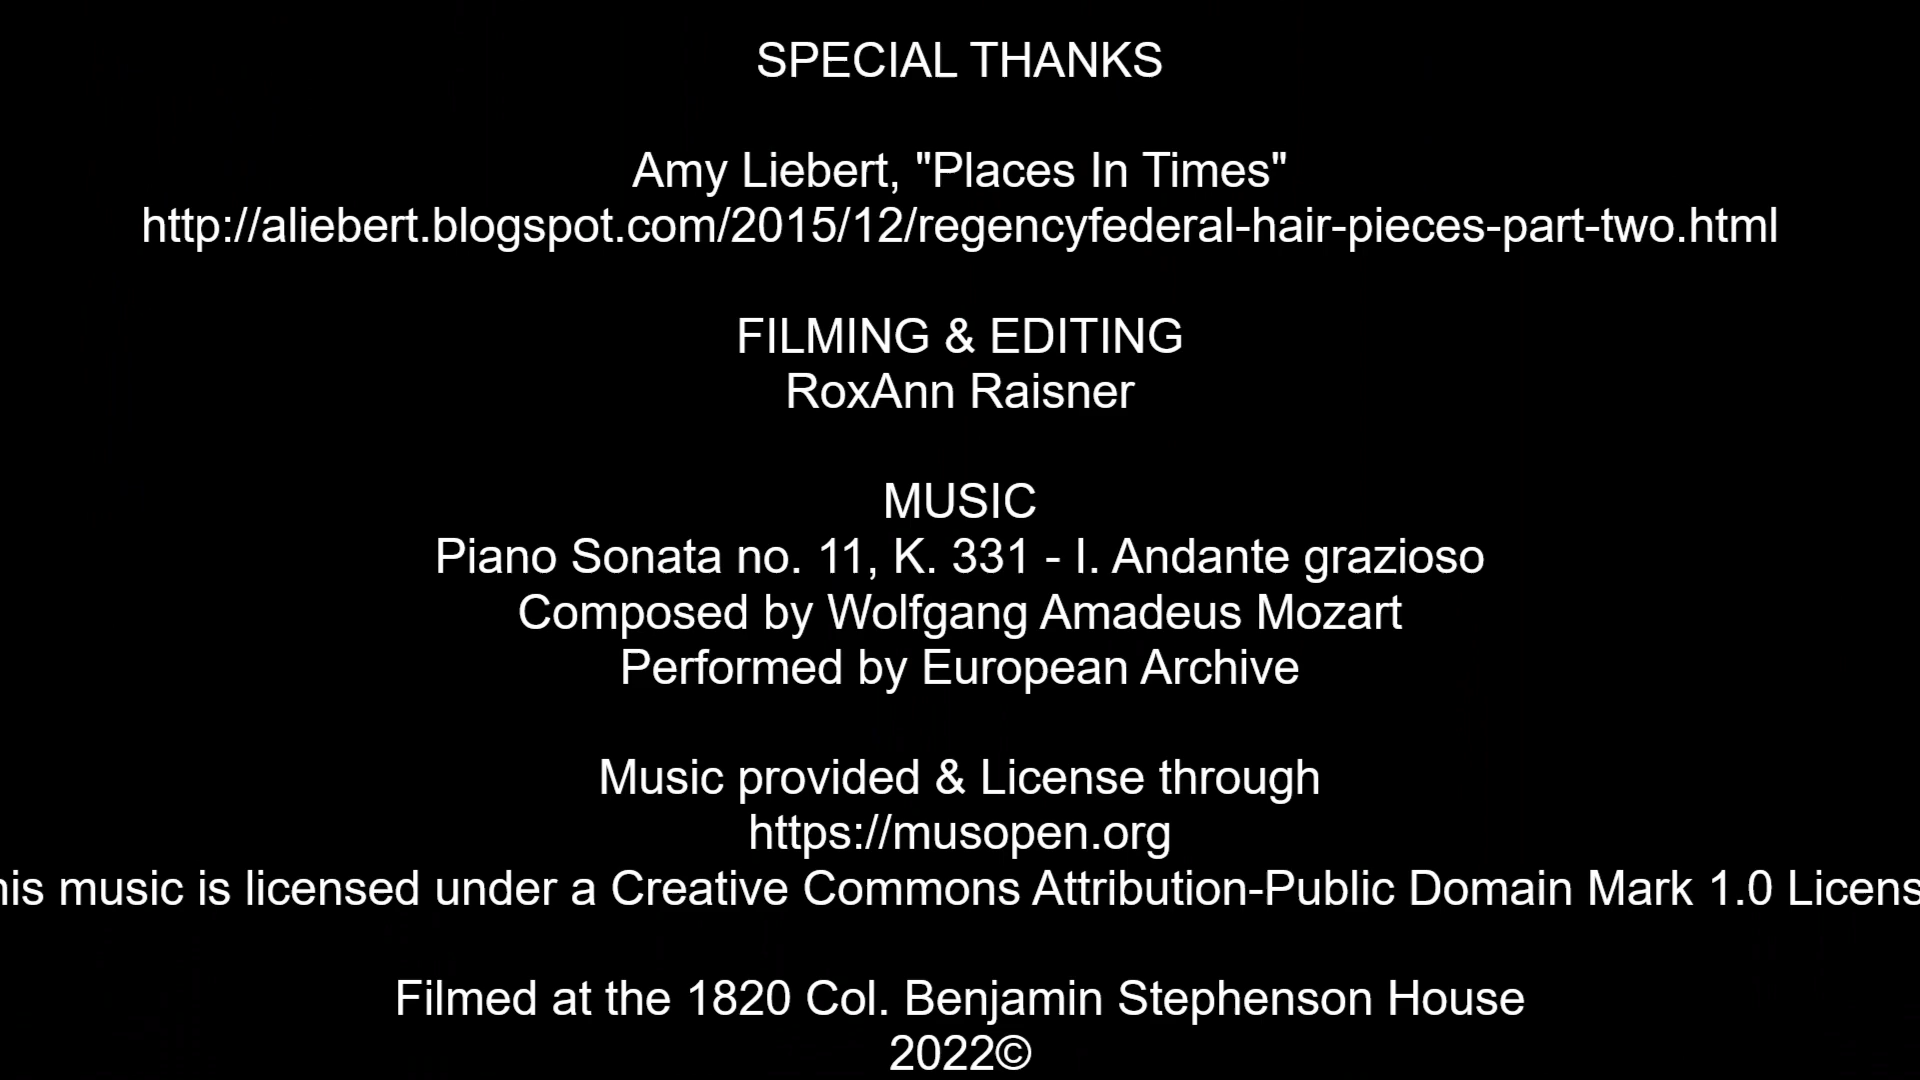 SPECIAL THANKS
Amy Liebert, "Places In Times"
http://aliebert.blogspot.com/2015/12/regencyfederal-hair-pieces-part-two.html
FILMING & EDITING
RoxAnn Raisner
MUSIC
Piano Sonata no. 11, K. 331 - I. Andante grazioso
Composed by Wolfgang Amadeus Mozart
Performed by European Archive
Music provided & License through
https://musopen.org
his music is licensed under a Creative Commons Attribution-Public Domain Mark 1.0 Licens
Filmed at the 1820 Col. Benjamin Stephenson House
2022©